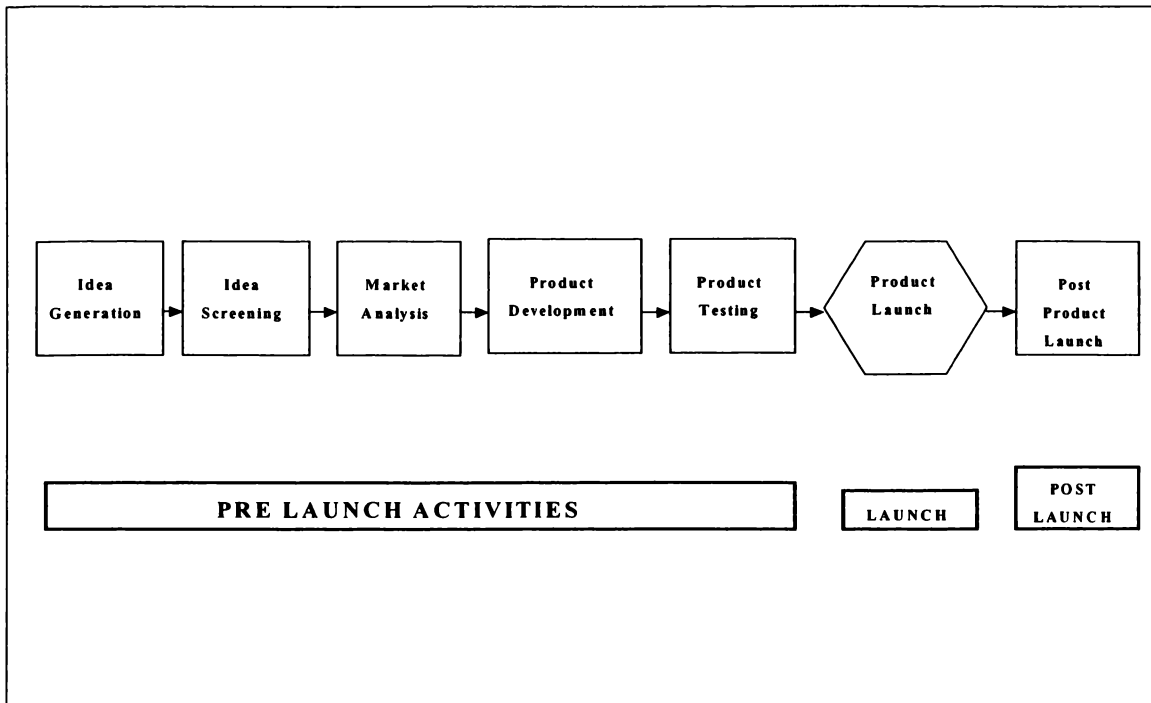 Idea
Generation
Idea
Screening
Market
Analysis
Product
Development
Product
Testing
Product
Launch
Post
Product
Launch
PRE LAUNCH ACTIVITIES
LAUNCH
POST
LAUNCH